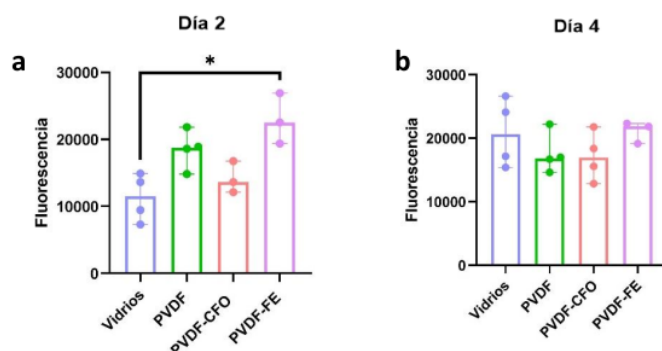 Día 2
a
*
30000
20000
10000
0
Fluorescencia
Vidrios
PVDF
PVDF-CFO
PVDF-FE
Día 4
b
30000
20000
10000
0
Fluorescencia
Vidrios
PVDF
PVDF-CFO
PVDF-FE